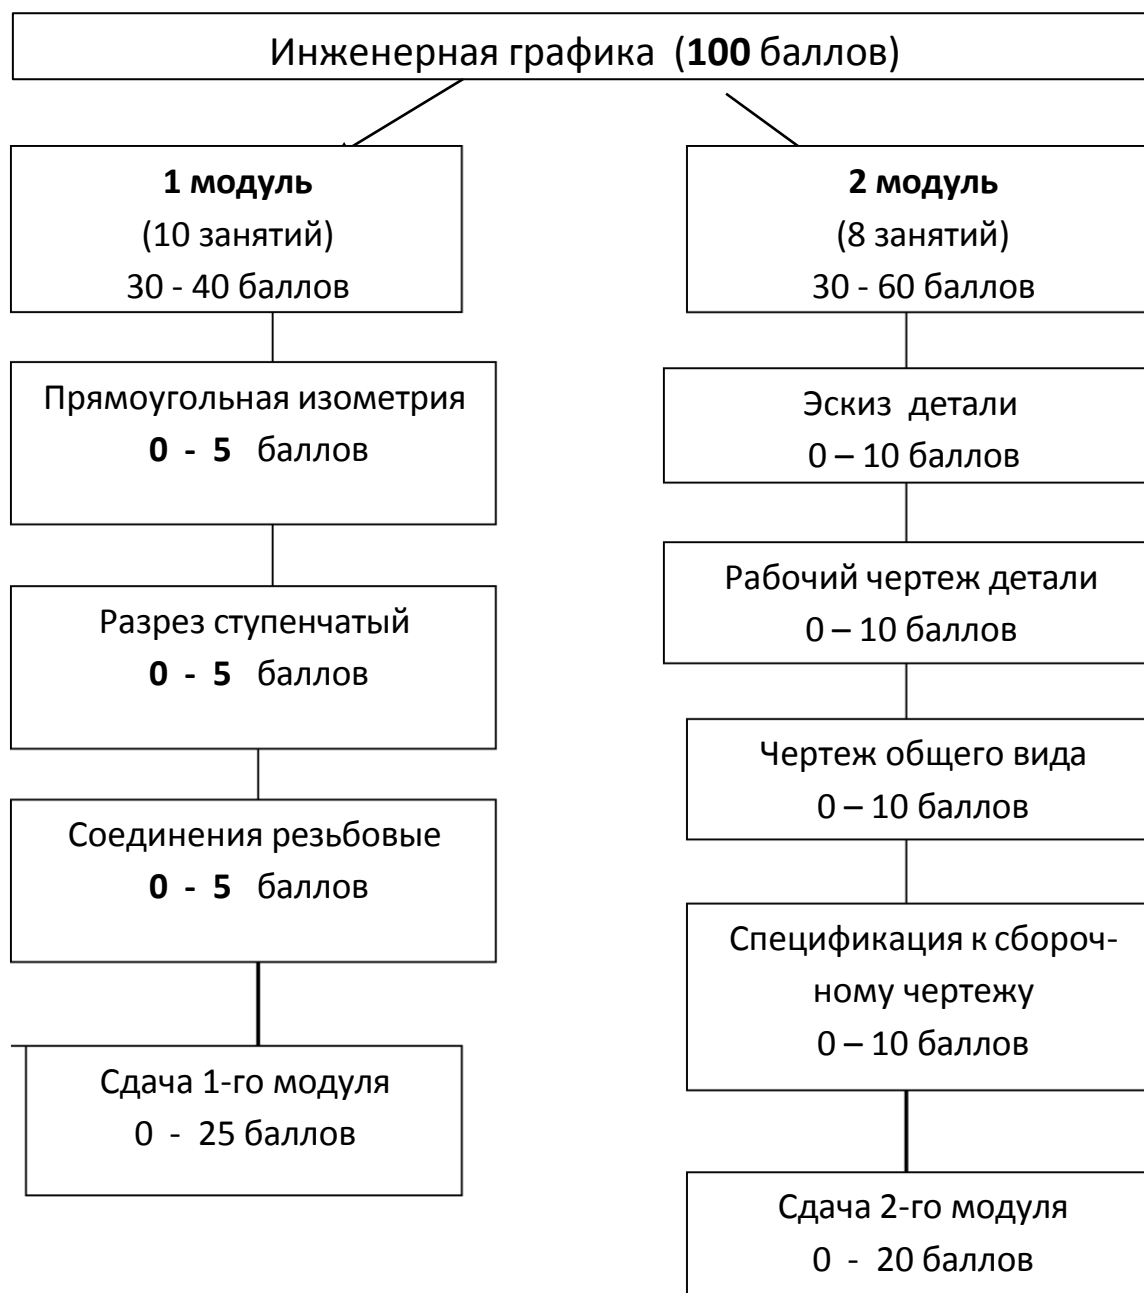 Инженерная графика (100 баллов)
1 модуль
(10 занятий)
30 - 40 баллов
Прямоугольная изометрия
0 - 5 баллов
Разрез ступенчатый
0 - 5 баллов
Соединения резьбовые
0 - 5 баллов
Сдача 1-го модуля
0 - 25 баллов
2 модуль
(8 занятий)
30 - 60 баллов
Эскиз детали
0 – 10 баллов
Рабочий чертеж детали
0 – 10 баллов
Чертеж общего вида
0 – 10 баллов
Спецификация к сбороч-
ному чертежу
0 – 10 баллов
Сдача 2-го модуля
0 - 20 баллов